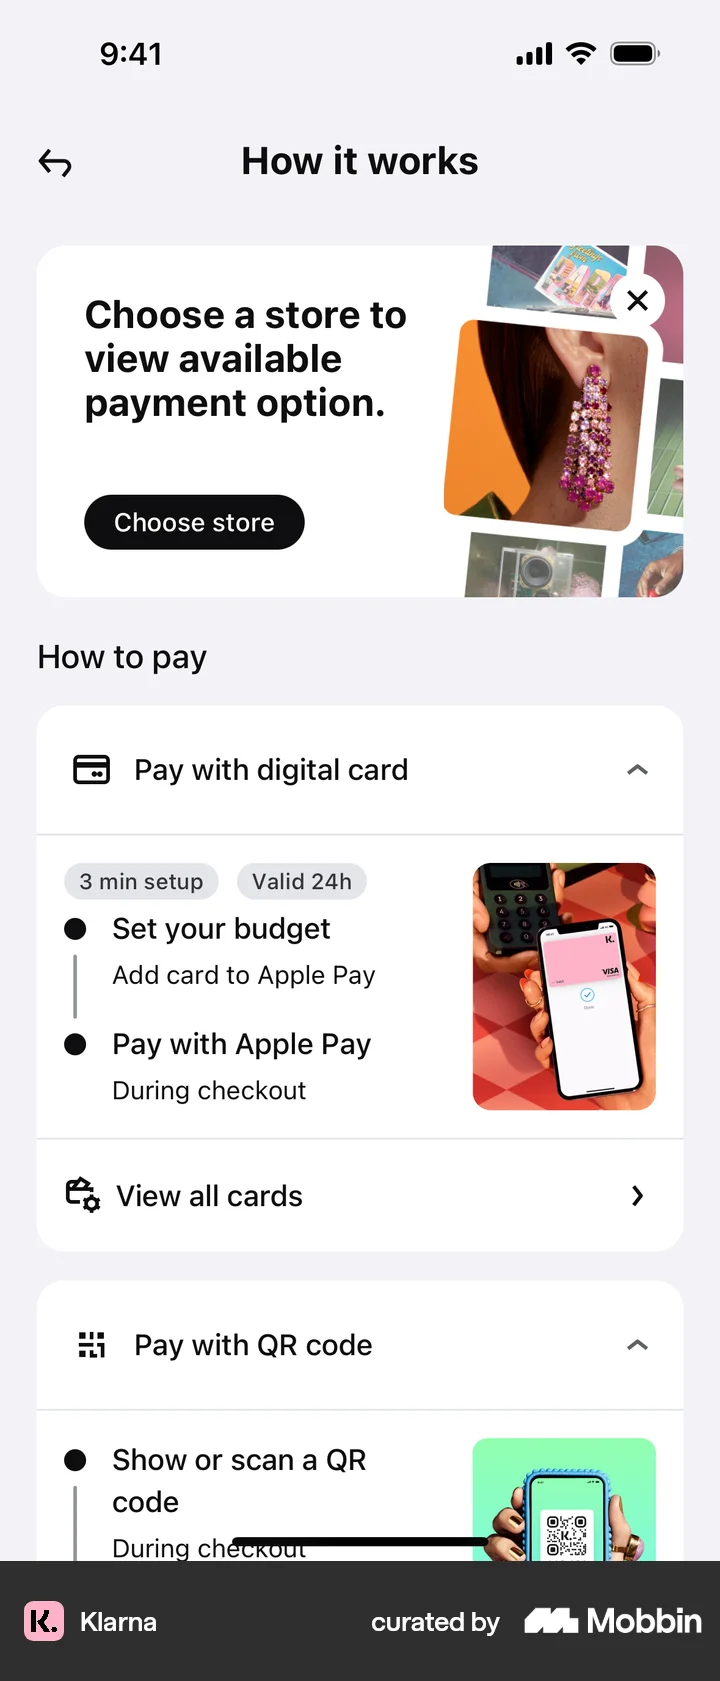 9:41
How it works
Choose a store to
view available
payment option.
Choose store
How to pay
Pay with digital card
3 min setup
Valid 24h
Set your budget
Add card to Apple Pay
Pay with Apple Pay
During checkout
K.
VISA
View all cards
Pay with QR code
Show or scan a QR
code
During checkout
K.
K. Klarna
curated by Mobbin